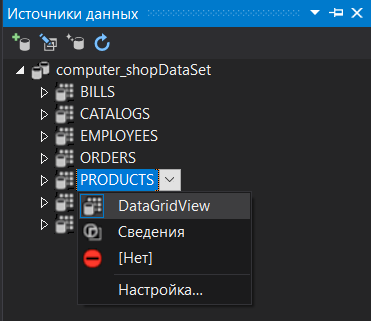 Источники данных
computer_shopDataSet
BILLS
CATALOGS
EMPLOYEES
ORDERS
PRODUCTS
DataGridView
Сведения
[Нет]
Настройка...